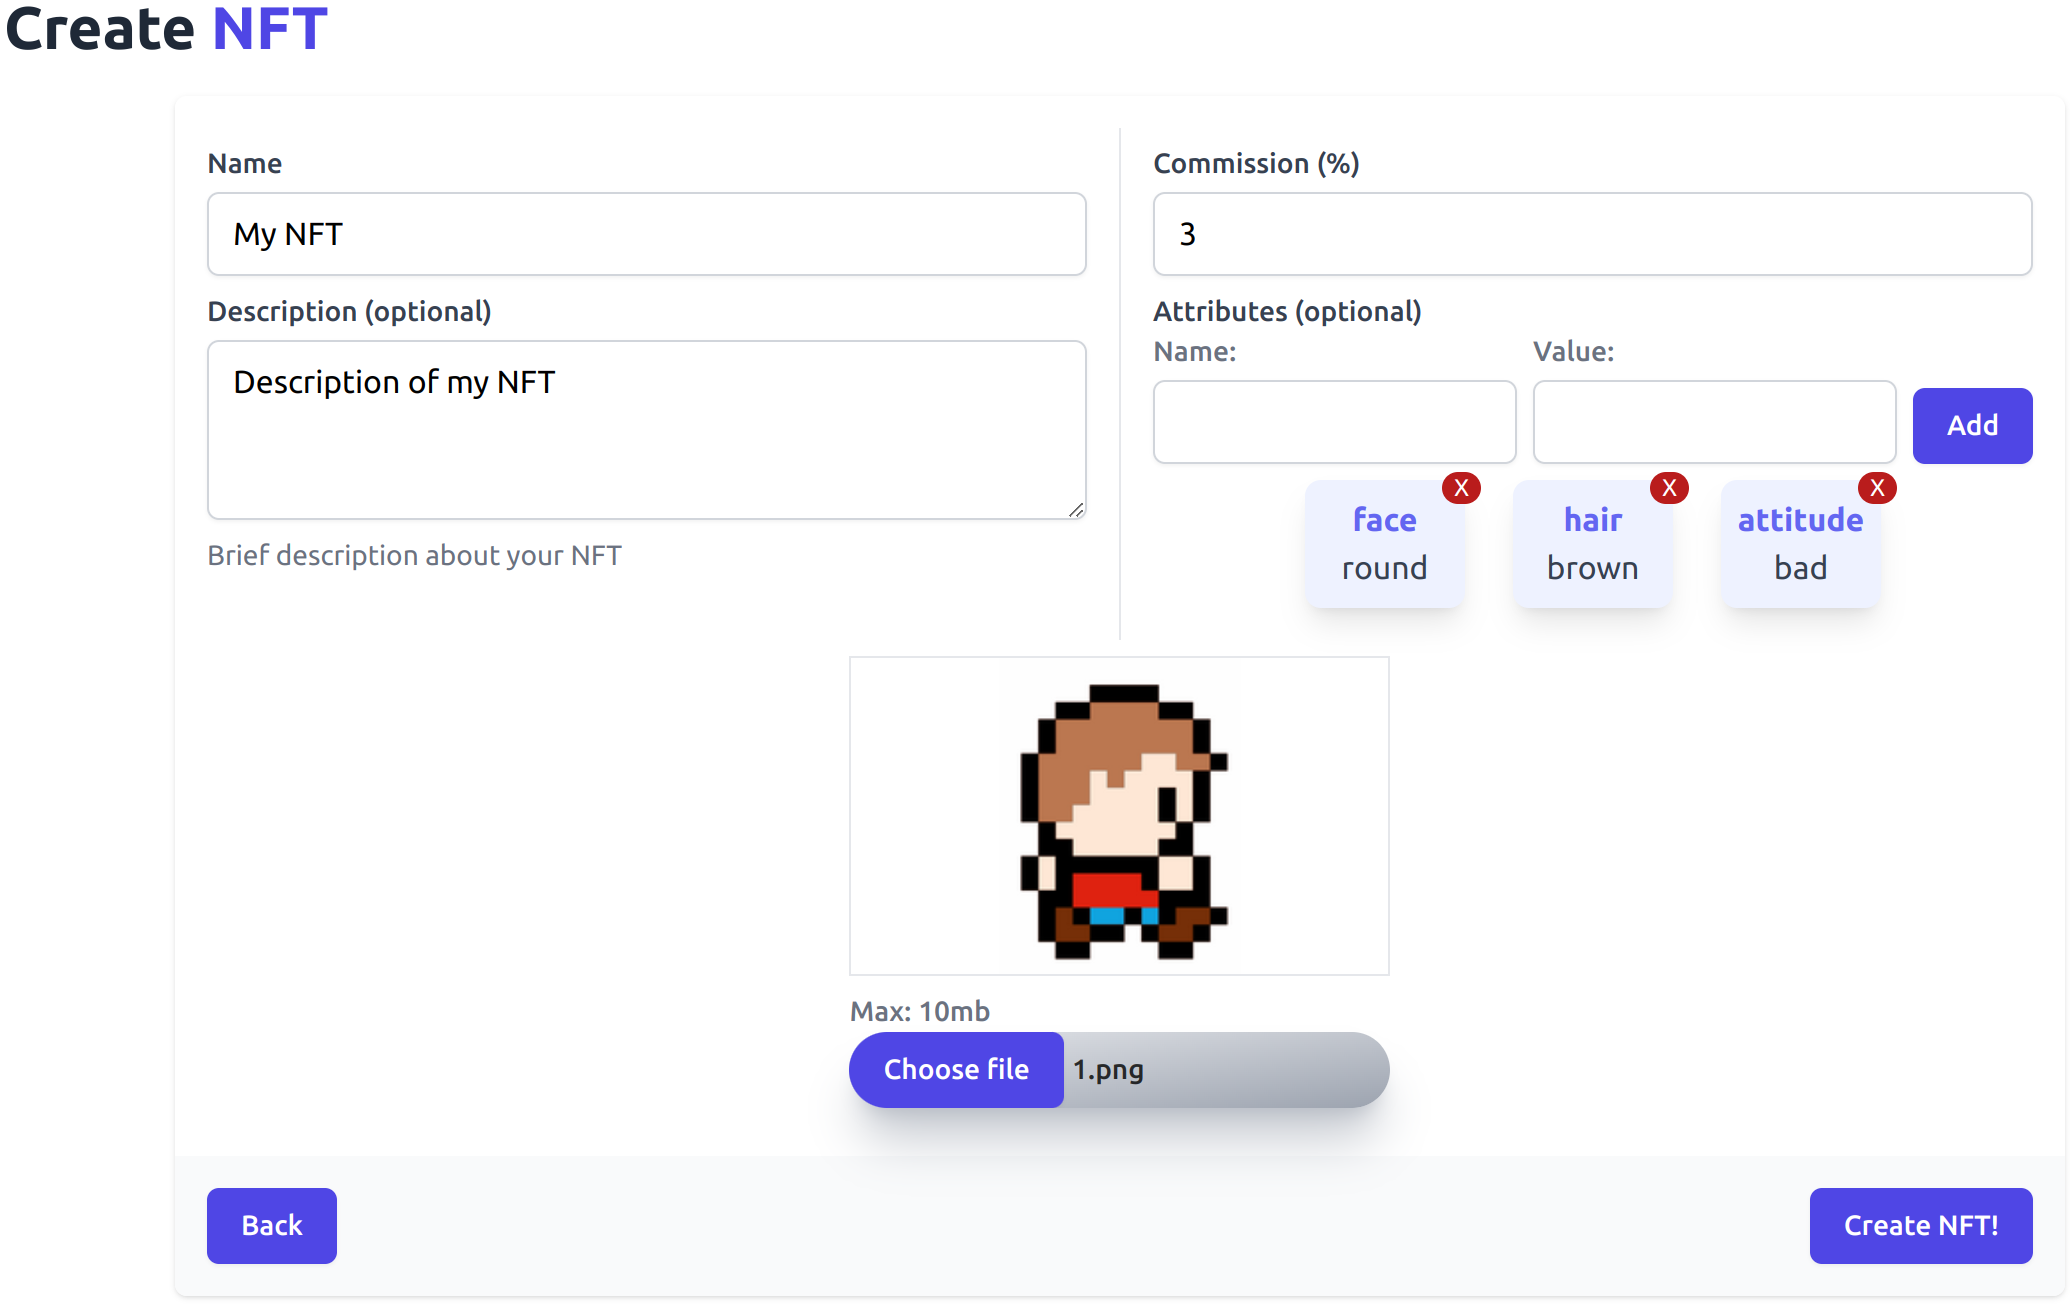 Create NFT
Name
My NFT
Description (optional)
Description of my NFT
Brief description about your NFT
Commission (%)
3
Attributes (optional)
Name: Value:
Add
X X X
face hair attitude
round brown bad
Max: 10mb
Choose file 1.png
Back Create NFT!